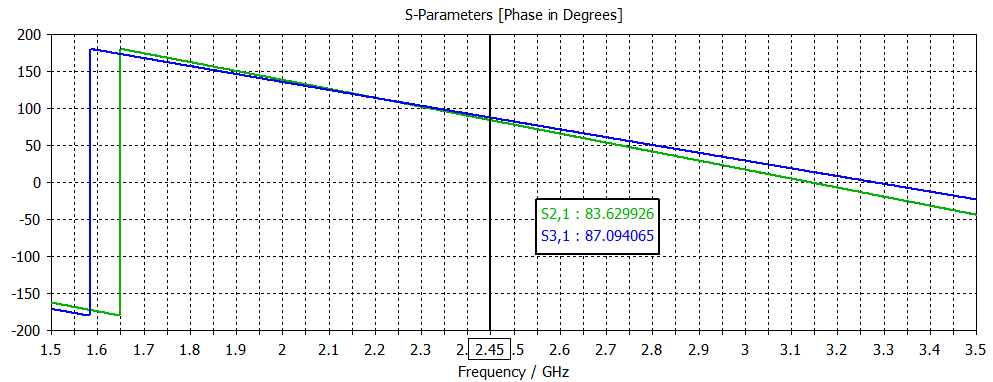 S-Parameters [Phase in Degrees]
200
150
100
50
0
-50
-100
-150
-200
S2,1 : 83.629926
S3,1 : 87.094065
1.5 1.6 1.7 1.8 1.9 2 2.1 2.2 2.3 2. 2.45 .5 2.6 2.7 2.8 2.9 3 3.1 3.2 3.3 3.4 3.5
Frequency / GHz